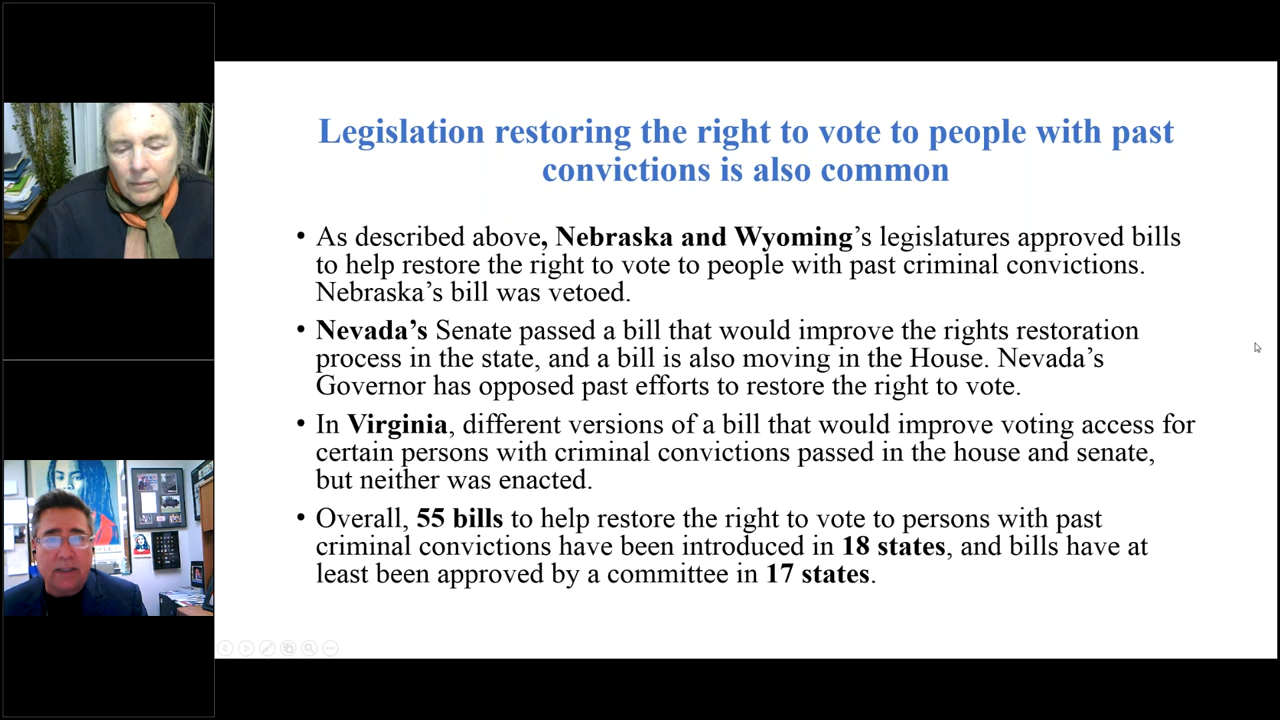 Legislation restoring the right to vote to people with past
convictions is also common
• As described above, Nebraska and Wyoming’s legislatures approved bills
to help restore the right to vote to people with past criminal convictions.
Nebraska’s bill was vetoed.
• Nevada’s Senate passed a bill that would improve the rights restoration
process in the state, and a bill is also moving in the House. Nevada’s
Governor has opposed past efforts to restore the right to vote.
• In Virginia, different versions of a bill that would improve voting access for
certain persons with criminal convictions passed in the house and senate,
but neither was enacted.
• Overall, 55 bills to help restore the right to vote to persons with past
criminal convictions have been introduced in 18 states, and bills have at
least been approved by a committee in 17 states.